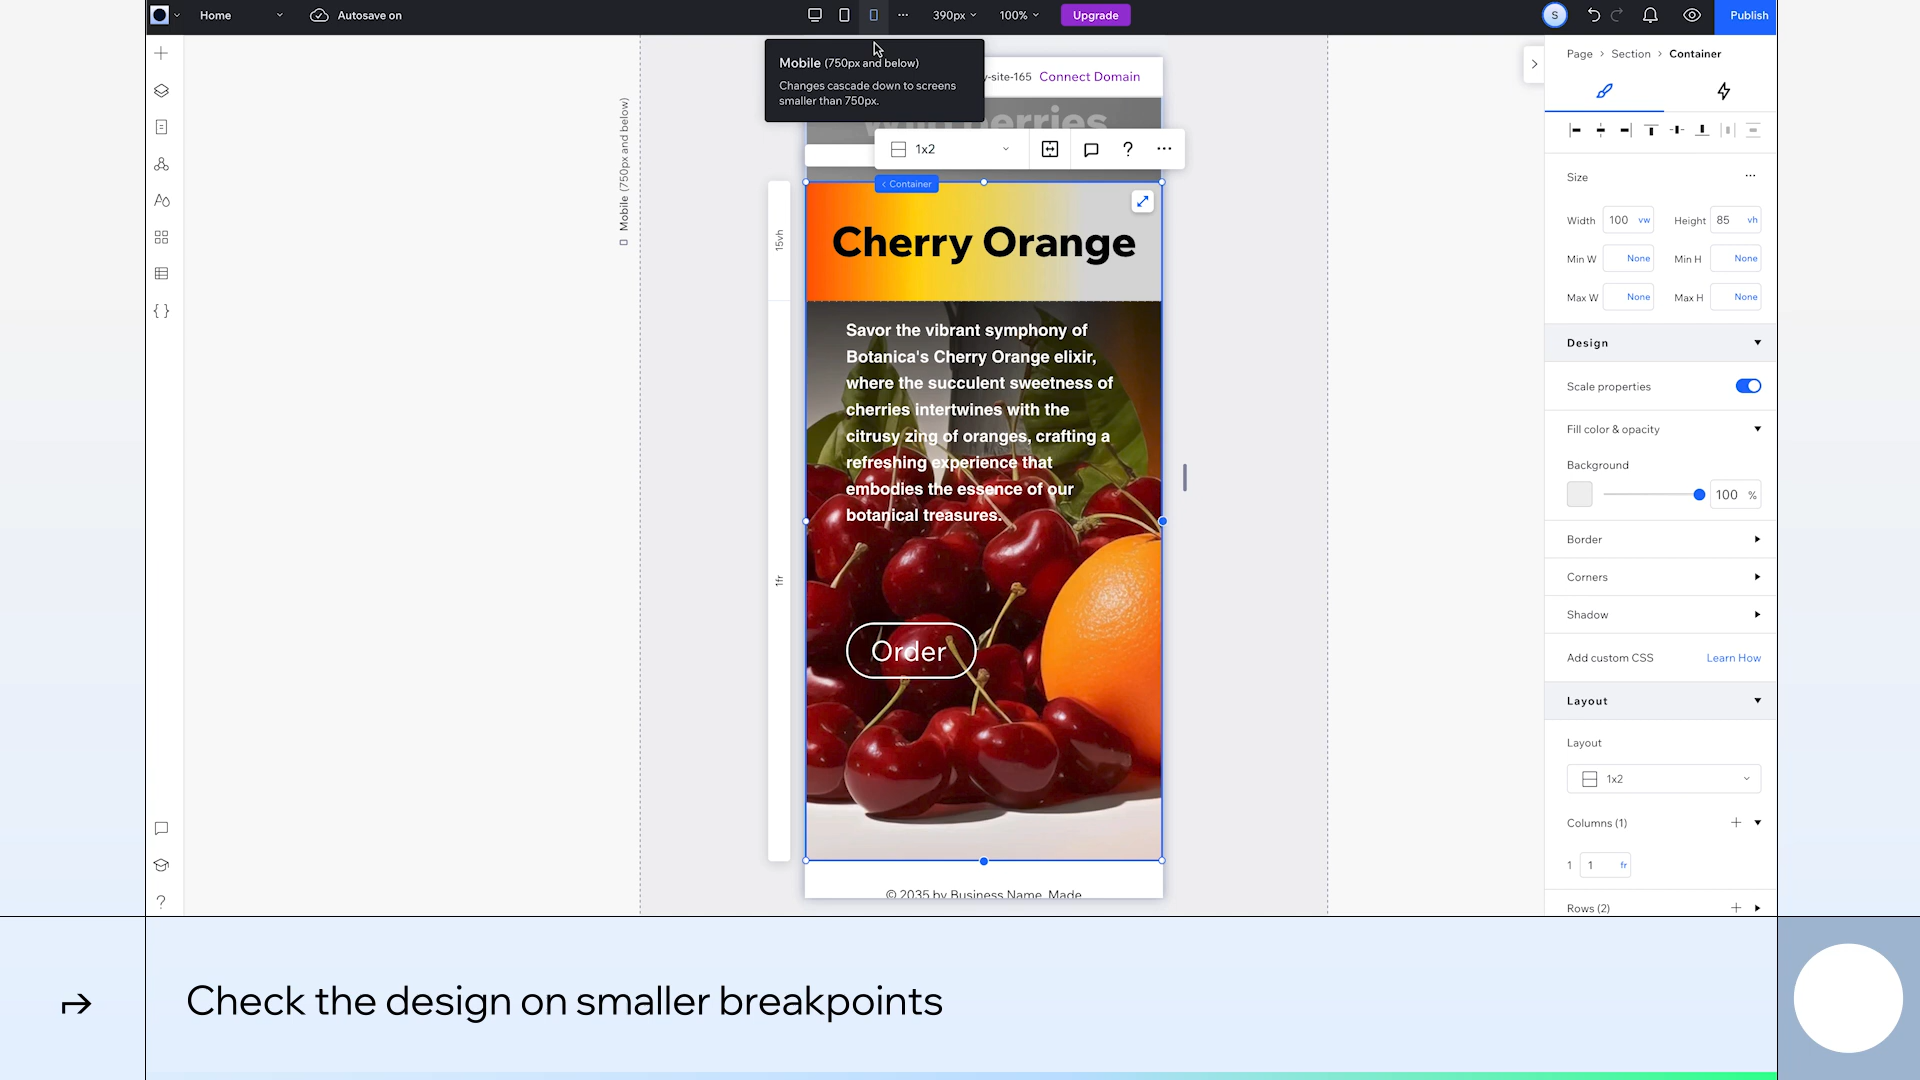 Home
Autosave on
390px
100%
Upgrade
S
Publish
Mobile (750px and below)
Changes cascade down to screens
smaller than 750px.
y-site-165 Connect Domain
1x2
?
Page > Section > Container
Mobile (750px and below)
< Container
15vh
1fr
Cherry Orange
Savor the vibrant symphony of
Botanica's Cherry Orange elixir,
where the succulent sweetness of
cherries intertwines with the
citrusy zing of oranges, crafting a
refreshing experience that
embodies the essence of our
botanical treasures.
Order
© 2035 by Business Name. Made
Size
Width 100 vw Height 85 vh
Min W None Min H None
Max W None Max H None
Design
Scale properties
Fill color & opacity
Background
100 %
Border
Corners
Shadow
Add custom CSS Learn How
Layout
Layout
1x2
Columns (1)
1 1 fr
Rows (2)
Check the design on smaller breakpoints